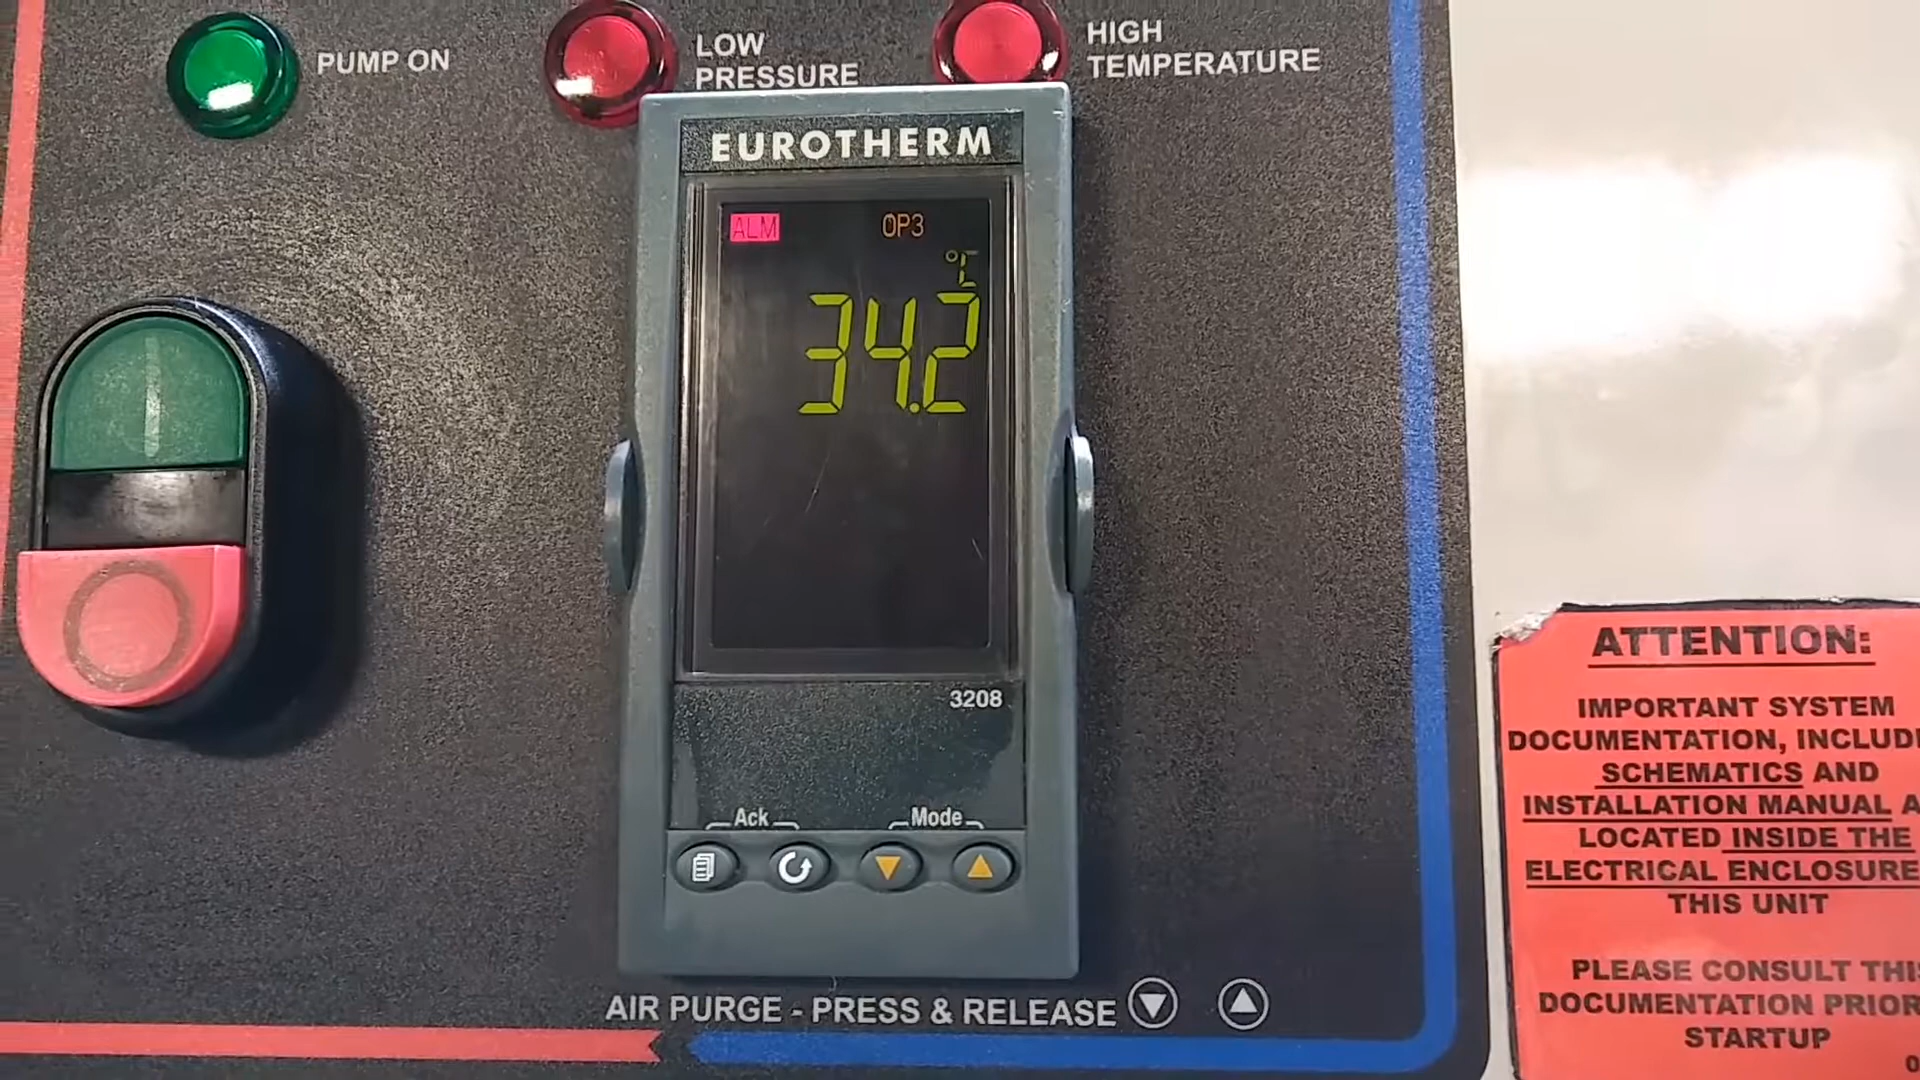 PUMP ON
LOW
PRESSURE
HIGH
TEMPERATURE
EUROTHERM
ALM
OP3
°C
34.2
3208
Ack
Mode
AIR PURGE - PRESS & RELEASE
ATTENTION:
IMPORTANT SYSTEM
DOCUMENTATION, INCLUDI
SCHEMATICS AND
INSTALLATION MANUAL A
LOCATED INSIDE THE
ELECTRICAL ENCLOSURE
THIS UNIT
PLEASE CONSULT THIS
DOCUMENTATION PRIOR
STARTUP